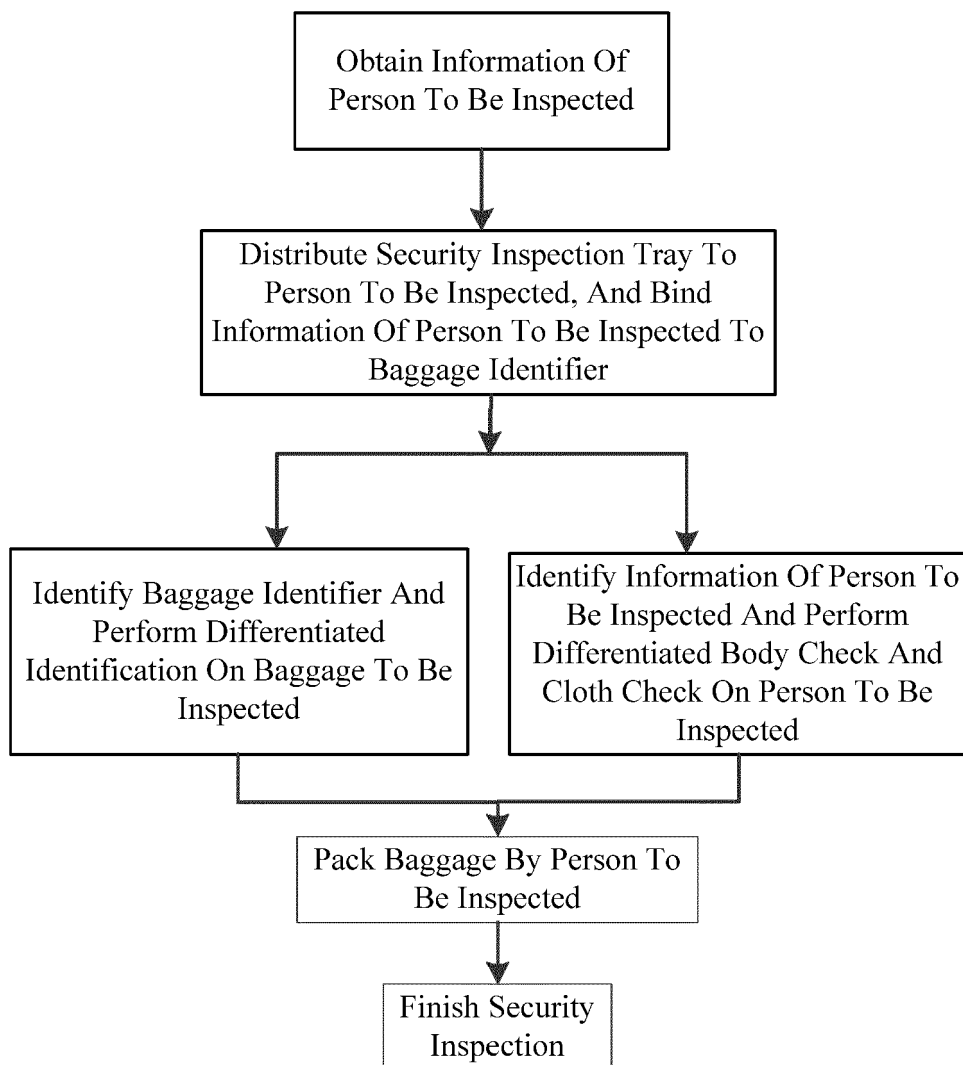 Obtain Information Of
Person To Be Inspected
Distribute Security Inspection Tray To
Person To Be Inspected, And Bind
Information Of Person To Be Inspected To
Baggage Identifier
Identify Baggage Identifier And
Perform Differentiated
Identification On Baggage To Be
Inspected
Identify Information Of Person To
Be Inspected And Perform
Differentiated Body Check And
Cloth Check On Person To Be
Inspected
Pack Baggage By Person To
Be Inspected
Finish Security
Inspection